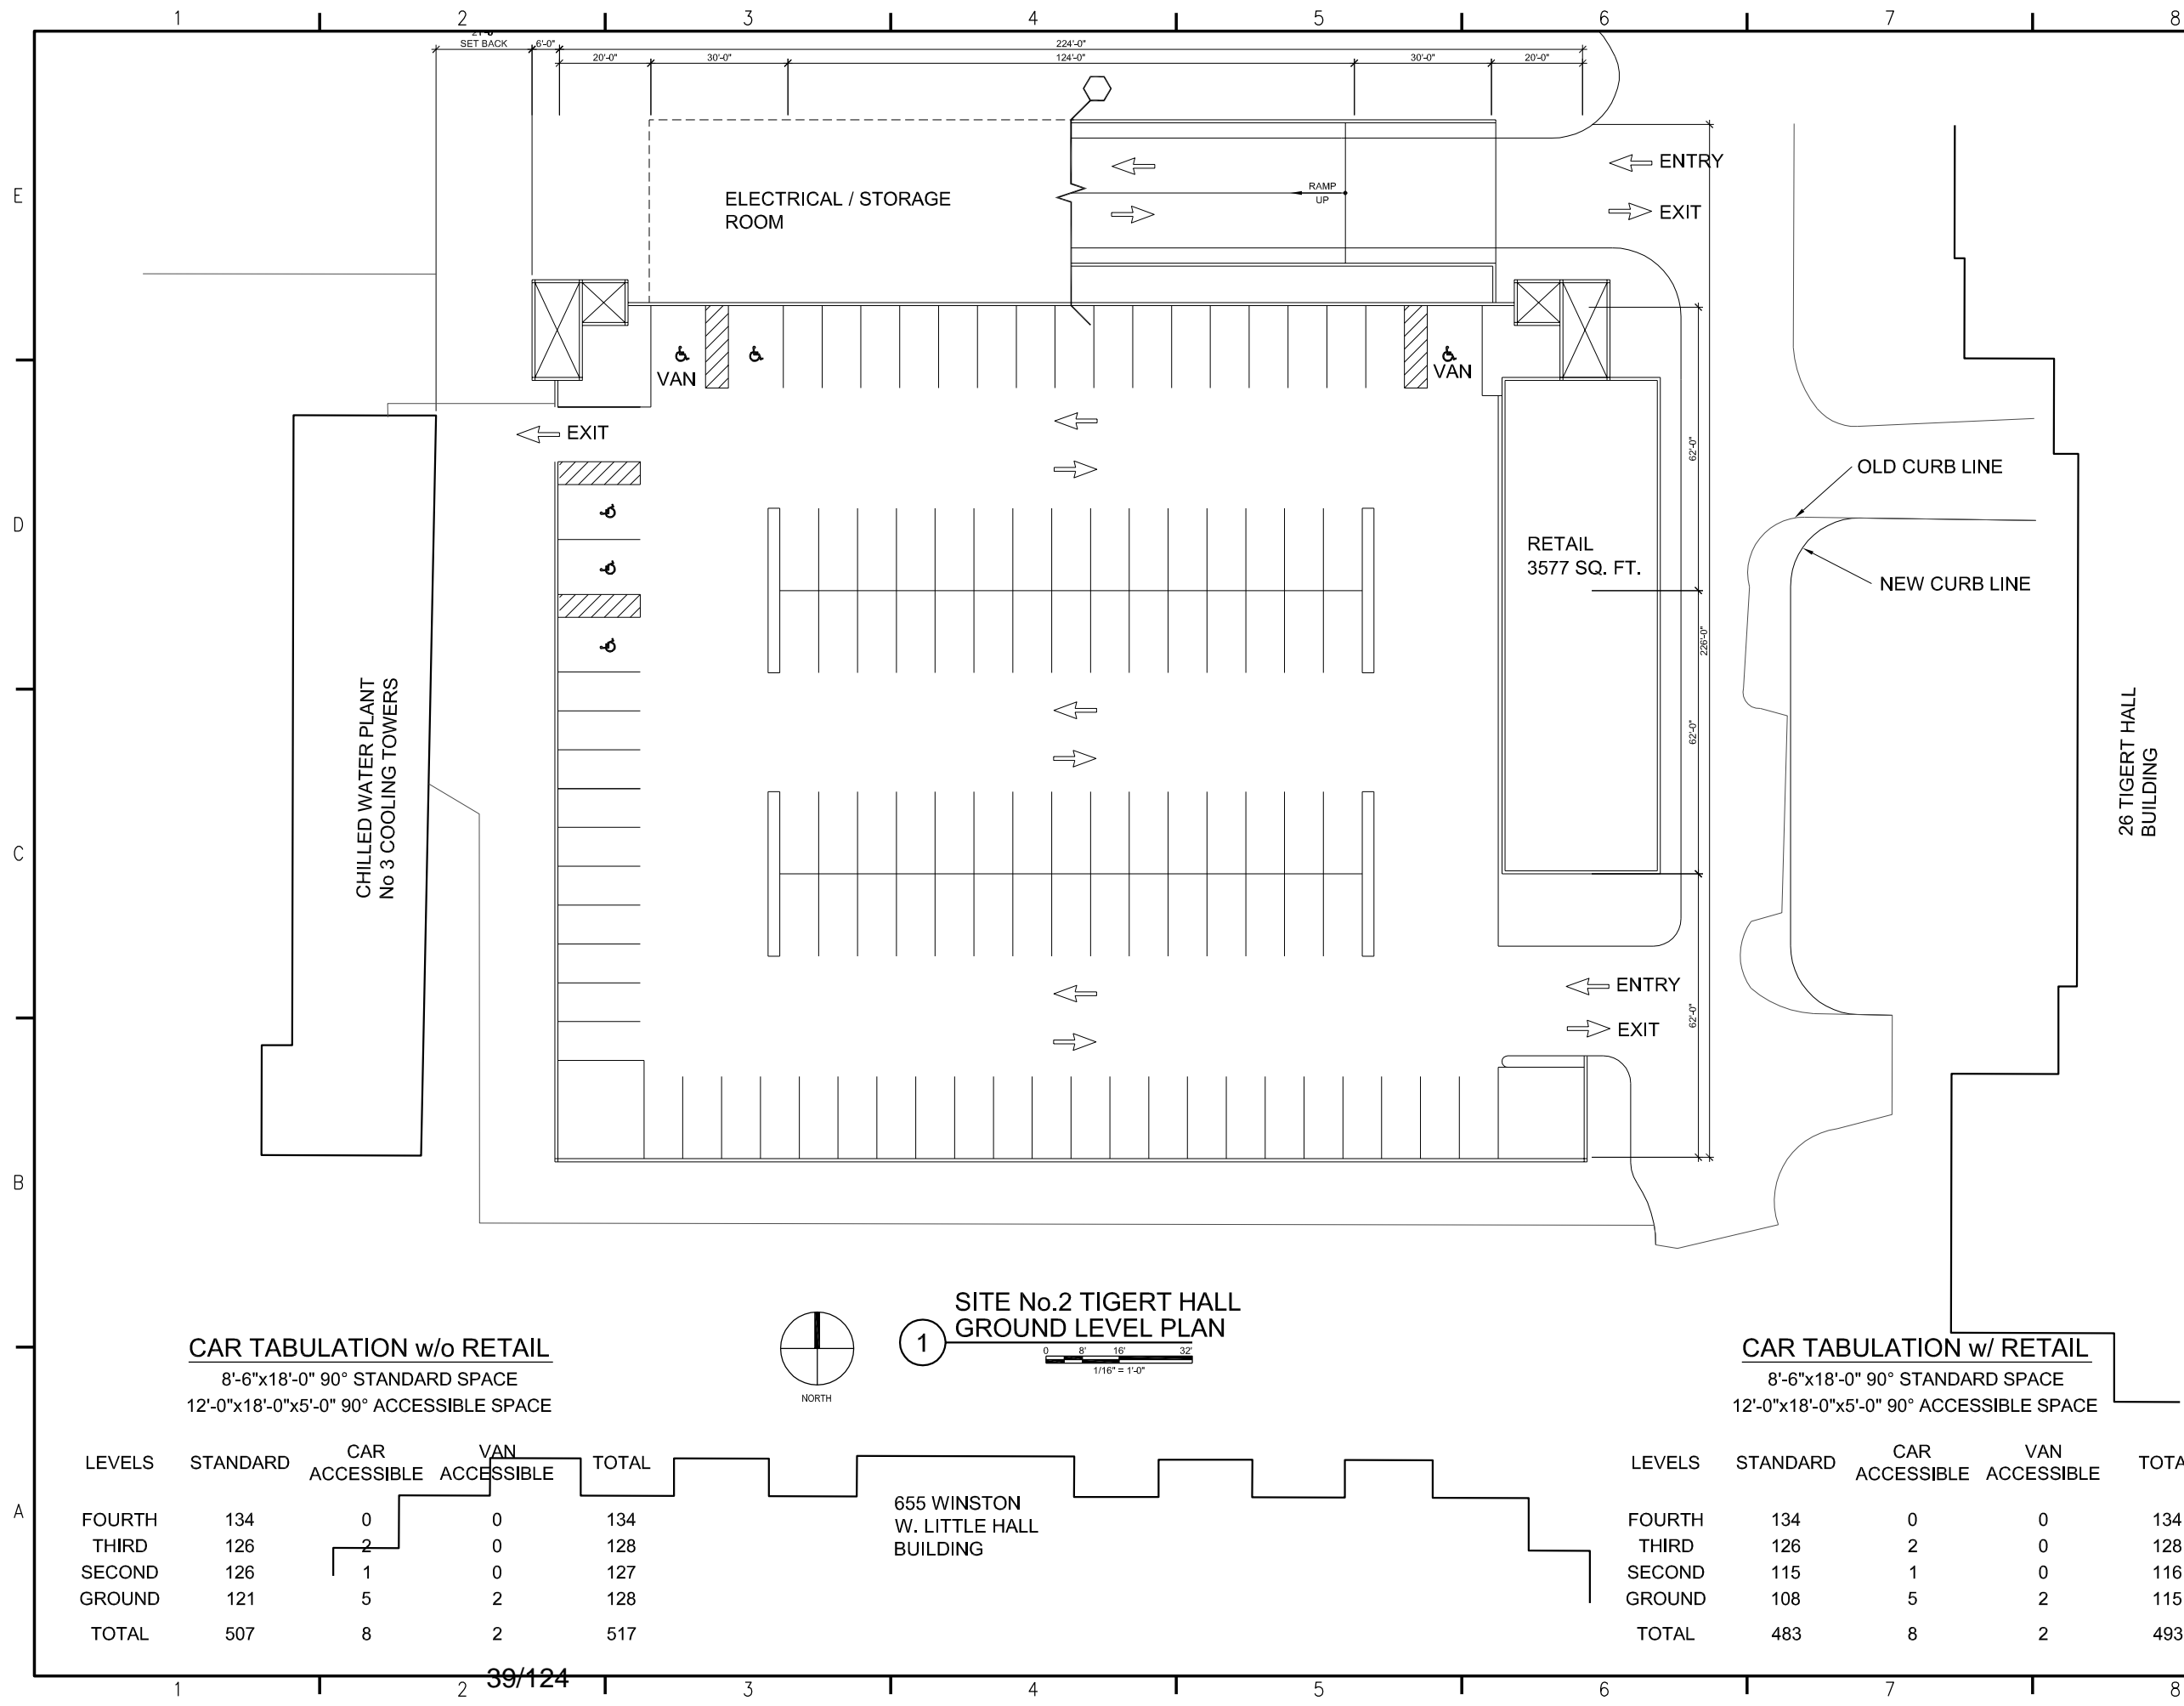 1 2 3 4 5 6 7 8
SET BACK
6'-0"
224'-0"
20'-0" 30'-0" 124'-0" 30'-0" 20'-0"
E
D
C
B
A
ELECTRICAL / STORAGE
ROOM
RAMP
UP
ENTRY
EXIT
VAN
VAN
EXIT
62'-0"
OLD CURB LINE
RETAIL
3577 SQ. FT.
NEW CURB LINE
226'-0"
62'-0"
CHILLED WATER PLANT
No 3 COOLING TOWERS
26 TIGERT HALL
BUILDING
ENTRY
EXIT
62'-0"
1
SITE No.2 TIGERT HALL
GROUND LEVEL PLAN
0 8' 16' 32'
1/16" = 1'-0"
NORTH
CAR TABULATION w/o RETAIL
8'-6"x18'-0" 90° STANDARD SPACE
12'-0"x18'-0"x5'-0" 90° ACCESSIBLE SPACE
LEVELS STANDARD CAR ACCESSIBLE VAN ACCESSIBLE TOTAL
FOURTH 134 0 0 134
THIRD 126 2 0 128
SECOND 126 1 0 127
GROUND 121 5 2 128
TOTAL 507 8 2 517
655 WINSTON
W. LITTLE HALL
BUILDING
CAR TABULATION w/ RETAIL
8'-6"x18'-0" 90° STANDARD SPACE
12'-0"x18'-0"x5'-0" 90° ACCESSIBLE SPACE
LEVELS STANDARD CAR ACCESSIBLE VAN ACCESSIBLE TOTA
FOURTH 134 0 0 134
THIRD 126 2 0 128
SECOND 115 1 0 116
GROUND 108 5 2 115
TOTAL 483 8 2 493
39/124
1 2 3 4 5 6 7 8